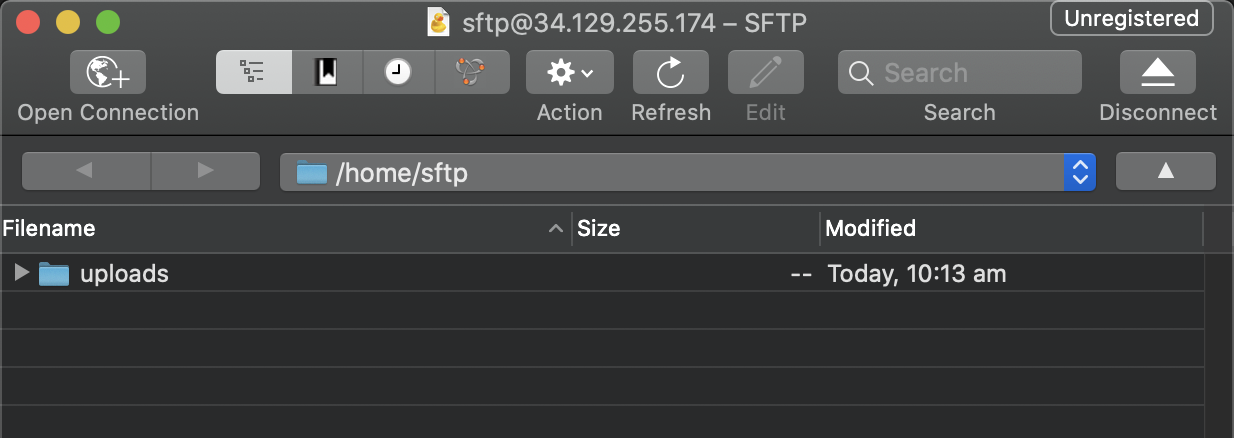 sftp@34.129.255.174 – SFTP
Unregistered
Search
Open Connection
Action
Refresh
Edit
Search
Disconnect
/home/sftp
Filename Size Modified
uploads -- Today, 10:13 am